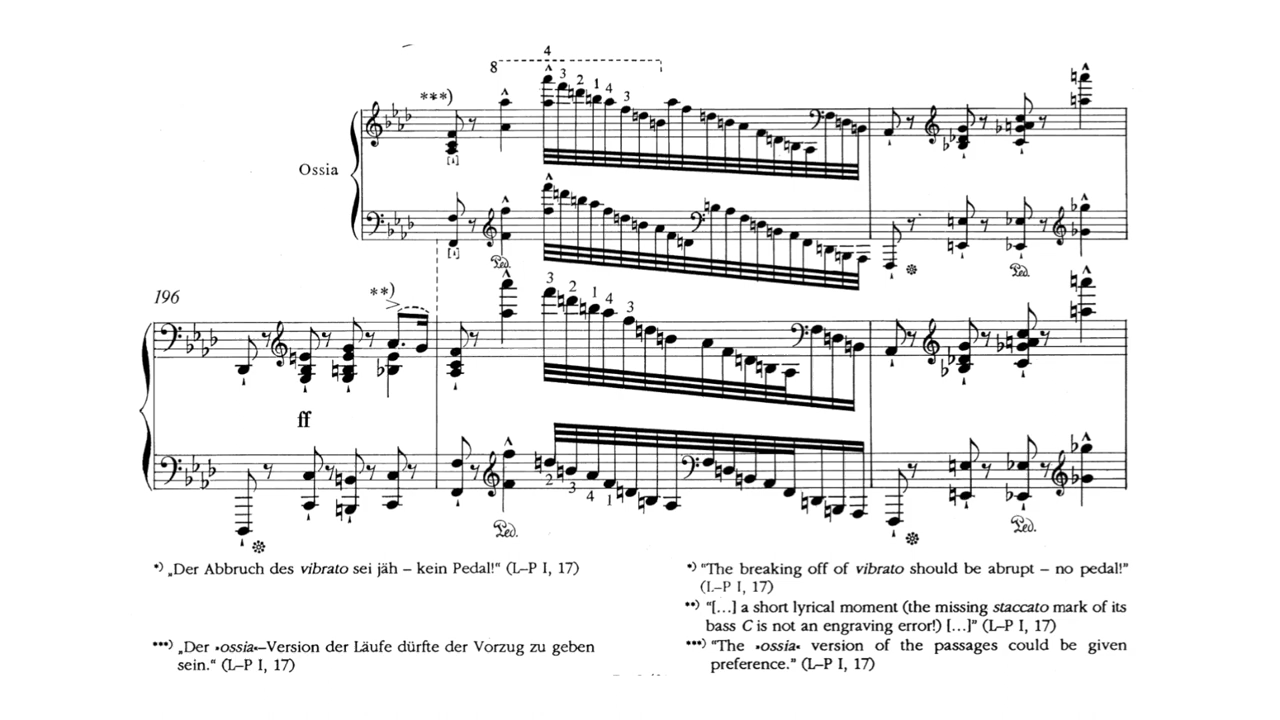 4
8
3 2 1 4 3
***)
Ossia
Ped.
Ped.
196
**)
3 2 1 4 3
ff
2 3 4 1
Ped.
Ped.
*) „Der Abbruch des vibrato sei jäh – kein Pedal!“ (L–P I, 17)
***) „Der »ossia«–Version der Läufe dürfte der Vorzug zu geben
sein.“ (L–P I, 17)
*) “The breaking off of vibrato should be abrupt – no pedal!”
(L–P I, 17)
**) “[...] a short lyrical moment (the missing staccato mark of its
bass C is not an engraving error!) [...]” (L–P I, 17)
***) “The »ossia« version of the passages could be given
preference.” (L–P I, 17)